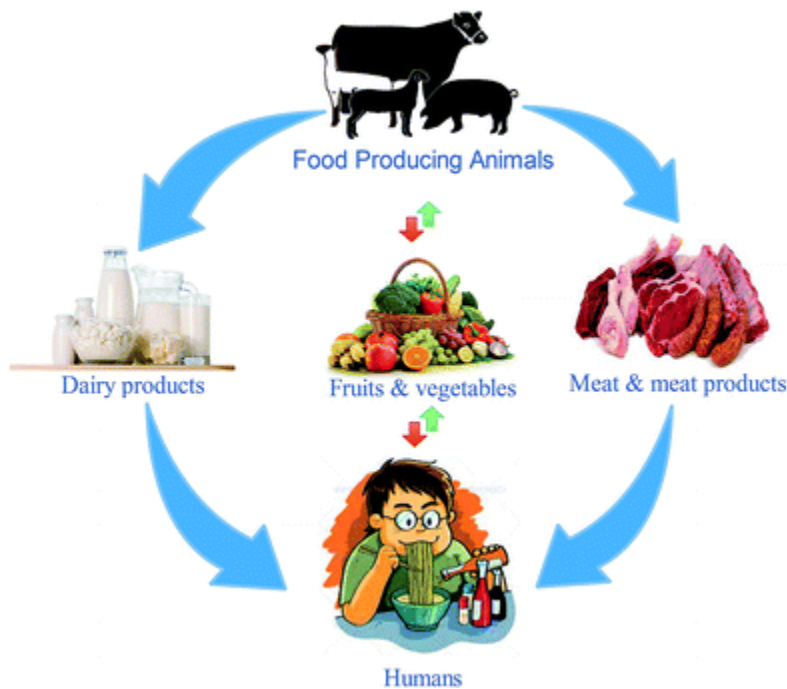 Food Producing Animals
Dairy products
Fruits & vegetables
Meat & meat products
Humans